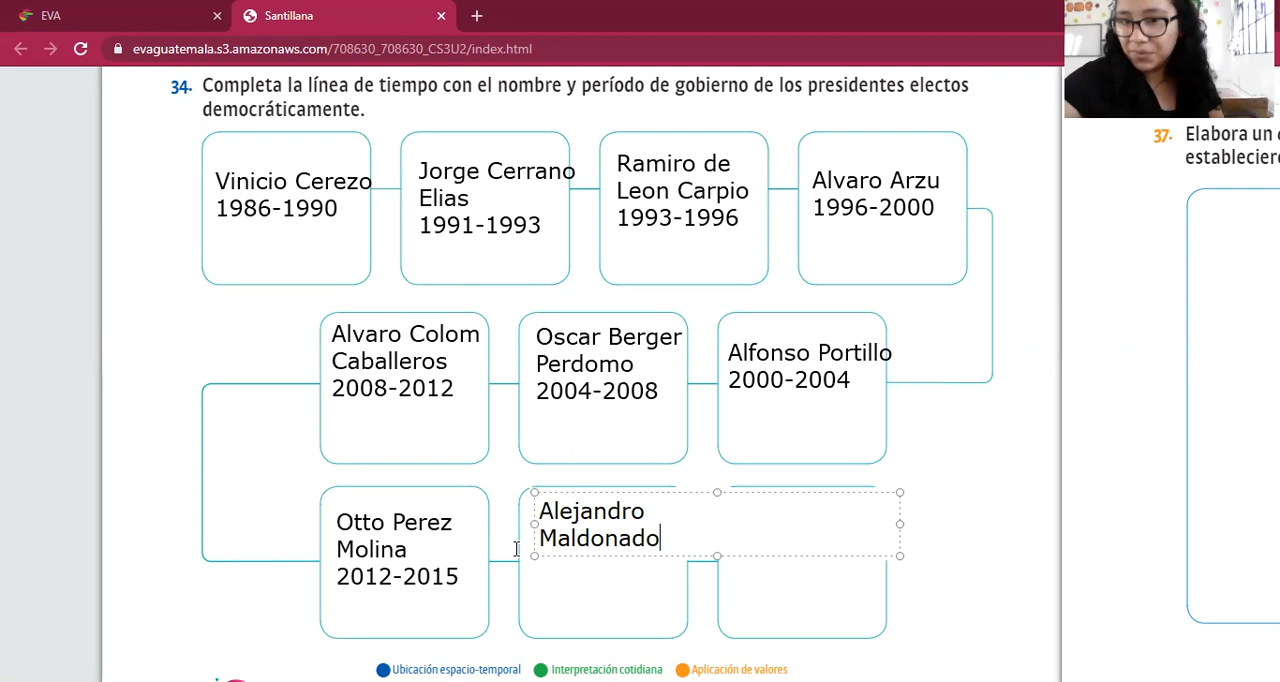 EVA
Santillana
evaguatemala.s3.amazonaws.com/708630_708630_CS3U2/index.html
34. Completa la línea de tiempo con el nombre y período de gobierno de los presidentes electos
democráticamente.
Vinicio Cerezo
1986-1990
Jorge Cerrano
Elias
1991-1993
Ramiro de
Leon Carpio
1993-1996
Alvaro Arzu
1996-2000
Alvaro Colom
Caballeros
2008-2012
Oscar Berger
Perdomo
2004-2008
Alfonso Portillo
2000-2004
Otto Perez
Molina
2012-2015
Alejandro
Maldonado
Ubicación espacio-temporal
Interpretación cotidiana
Aplicación de valores
37. Elabora un